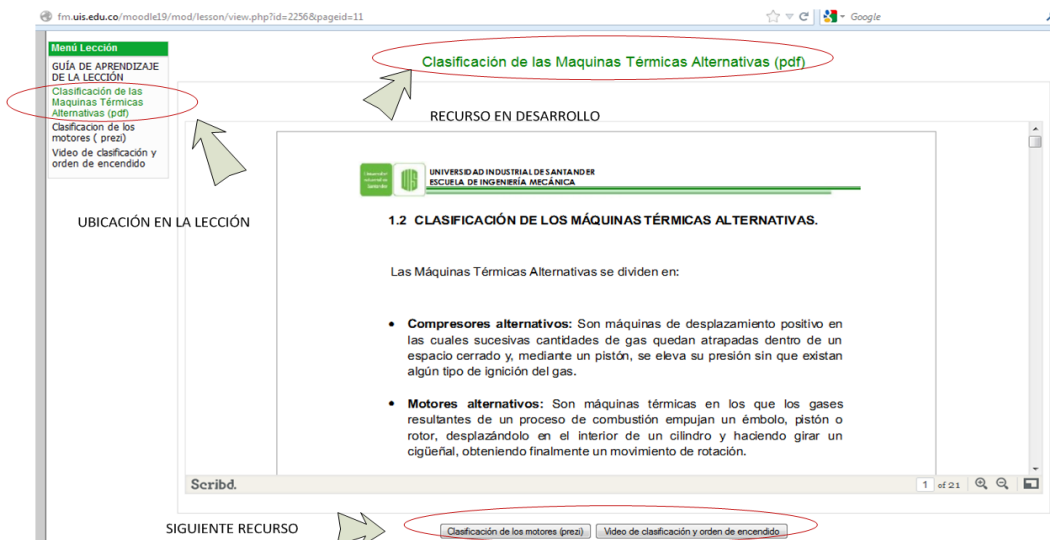 fm.uis.edu.co/moodle19/mod/lesson/view.php?id=2256&pageid=11
Google
Menú Lección
GUÍA DE APRENDIZAJE
DE LA LECCIÓN
Clasificación de las
Maquinas Térmicas
Alternativas (pdf)
Clasificacion de los
motores ( prezi)
Video de clasificación y
orden de encendido
UBICACIÓN EN LA LECCIÓN
Clasificación de las Maquinas Térmicas Alternativas (pdf)
RECURSO EN DESARROLLO
UNIVERSIDAD INDUSTRIAL DE SANTANDER
ESCUELA DE INGENIERÍA MECÁNICA
1.2 CLASIFICACIÓN DE LOS MÁQUINAS TÉRMICAS ALTERNATIVAS.
Las Máquinas Térmicas Alternativas se dividen en:
• Compresores alternativos: Son máquinas de desplazamiento positivo en
las cuales sucesivas cantidades de gas quedan atrapadas dentro de un
espacio cerrado y, mediante un pistón, se eleva su presión sin que existan
algún tipo de ignición del gas.
• Motores alternativos: Son máquinas térmicas en los que los gases
resultantes de un proceso de combustión empujan un émbolo, pistón o
rotor, desplazándolo en el interior de un cilindro y haciendo girar un
cigüeñal, obteniendo finalmente un movimiento de rotación.
Scribd.
1 of 21
SIGUIENTE RECURSO
Clasificación de los motores (prezi)
Video de clasificación y orden de encendido